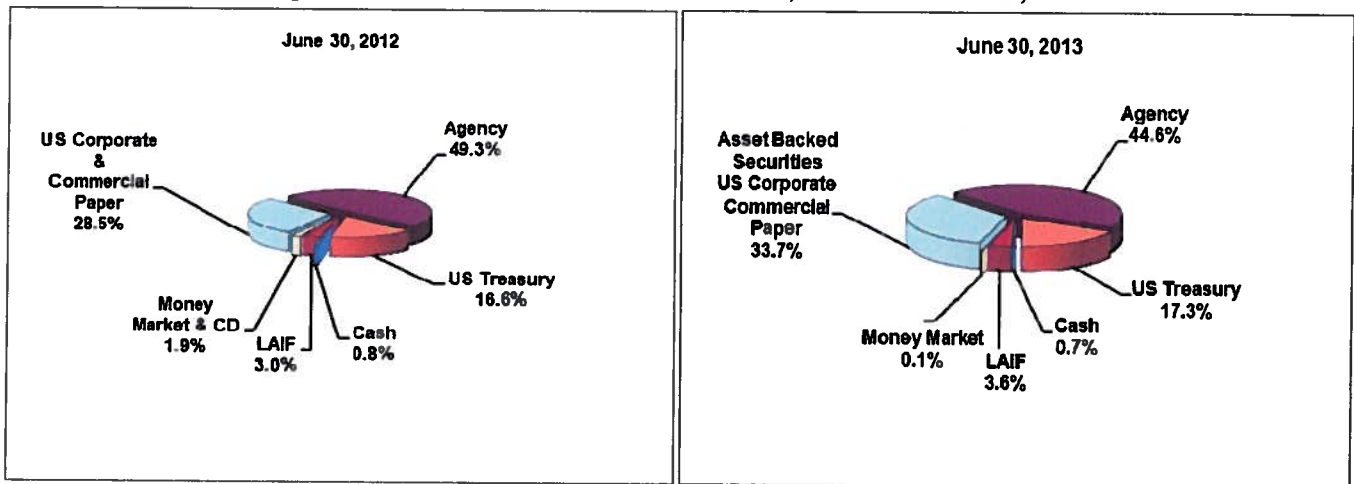 June 30, 2012
Agency
49.3%
US Corporate
&
Commercial
Paper
28.5%
US Treasury
16.6%
Money
Market & CD
1.9%
LAIF
3.0%
Cash
0.8%
June 30, 2013
Agency
44.6%
Asset Backed
Securities
US Corporate
Commercial
Paper
33.7%
US Treasury
17.3%
Money Market
0.1%
LAIF
3.6%
Cash
0.7%